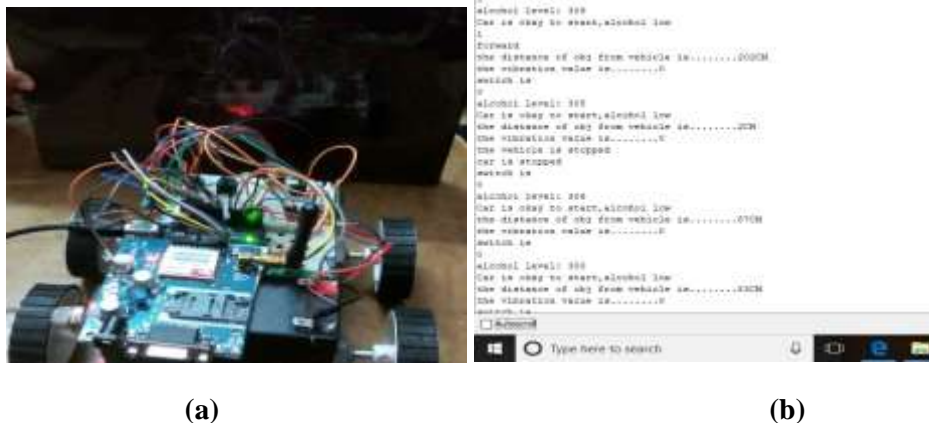 alcohol level:
Car is okay to start,alcohol low
1
forward
the distance of obj from vehicle is........202CM
the vibration value is........0
switch is
0
alcohol level:
Car is okay to start,alcohol low
the distance of obj from vehicle is........2CM
the vibration value is........0
the vehicle is stopped
car is stopped
switch is
0
alcohol level:
Car is okay to start,alcohol low
the distance of obj from vehicle is........
the vibration value is........0
switch is
0
alcohol level:
Car is okay to start,alcohol low
the distance of obj from vehicle is........
the vibration value is........0
switch is
Autoscroll
Type here to search
(a)
(b)